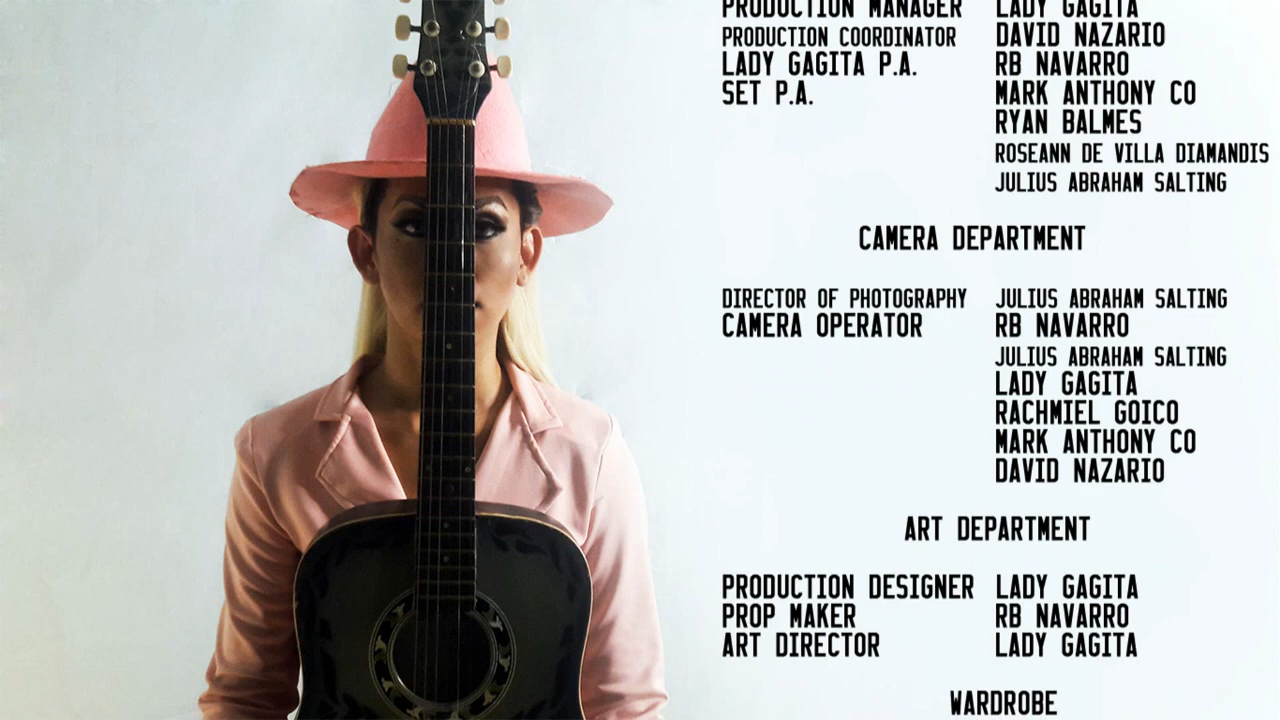 PRODUCTION MANAGER LADY GAGITA
PRODUCTION COORDINATOR DAVID NAZARIO
LADY GAGITA P.A. RB NAVARRO
SET P.A. MARK ANTHONY CO
RYAN BALMES
ROSEANN DE VILLA DIAMANDIS
JULIUS ABRAHAM SALTING
CAMERA DEPARTMENT
DIRECTOR OF PHOTOGRAPHY JULIUS ABRAHAM SALTING
CAMERA OPERATOR RB NAVARRO
JULIUS ABRAHAM SALTING
LADY GAGITA
RACHMIEL GOICO
MARK ANTHONY CO
DAVID NAZARIO
ART DEPARTMENT
PRODUCTION DESIGNER LADY GAGITA
PROP MAKER RB NAVARRO
ART DIRECTOR LADY GAGITA
WARDROBE